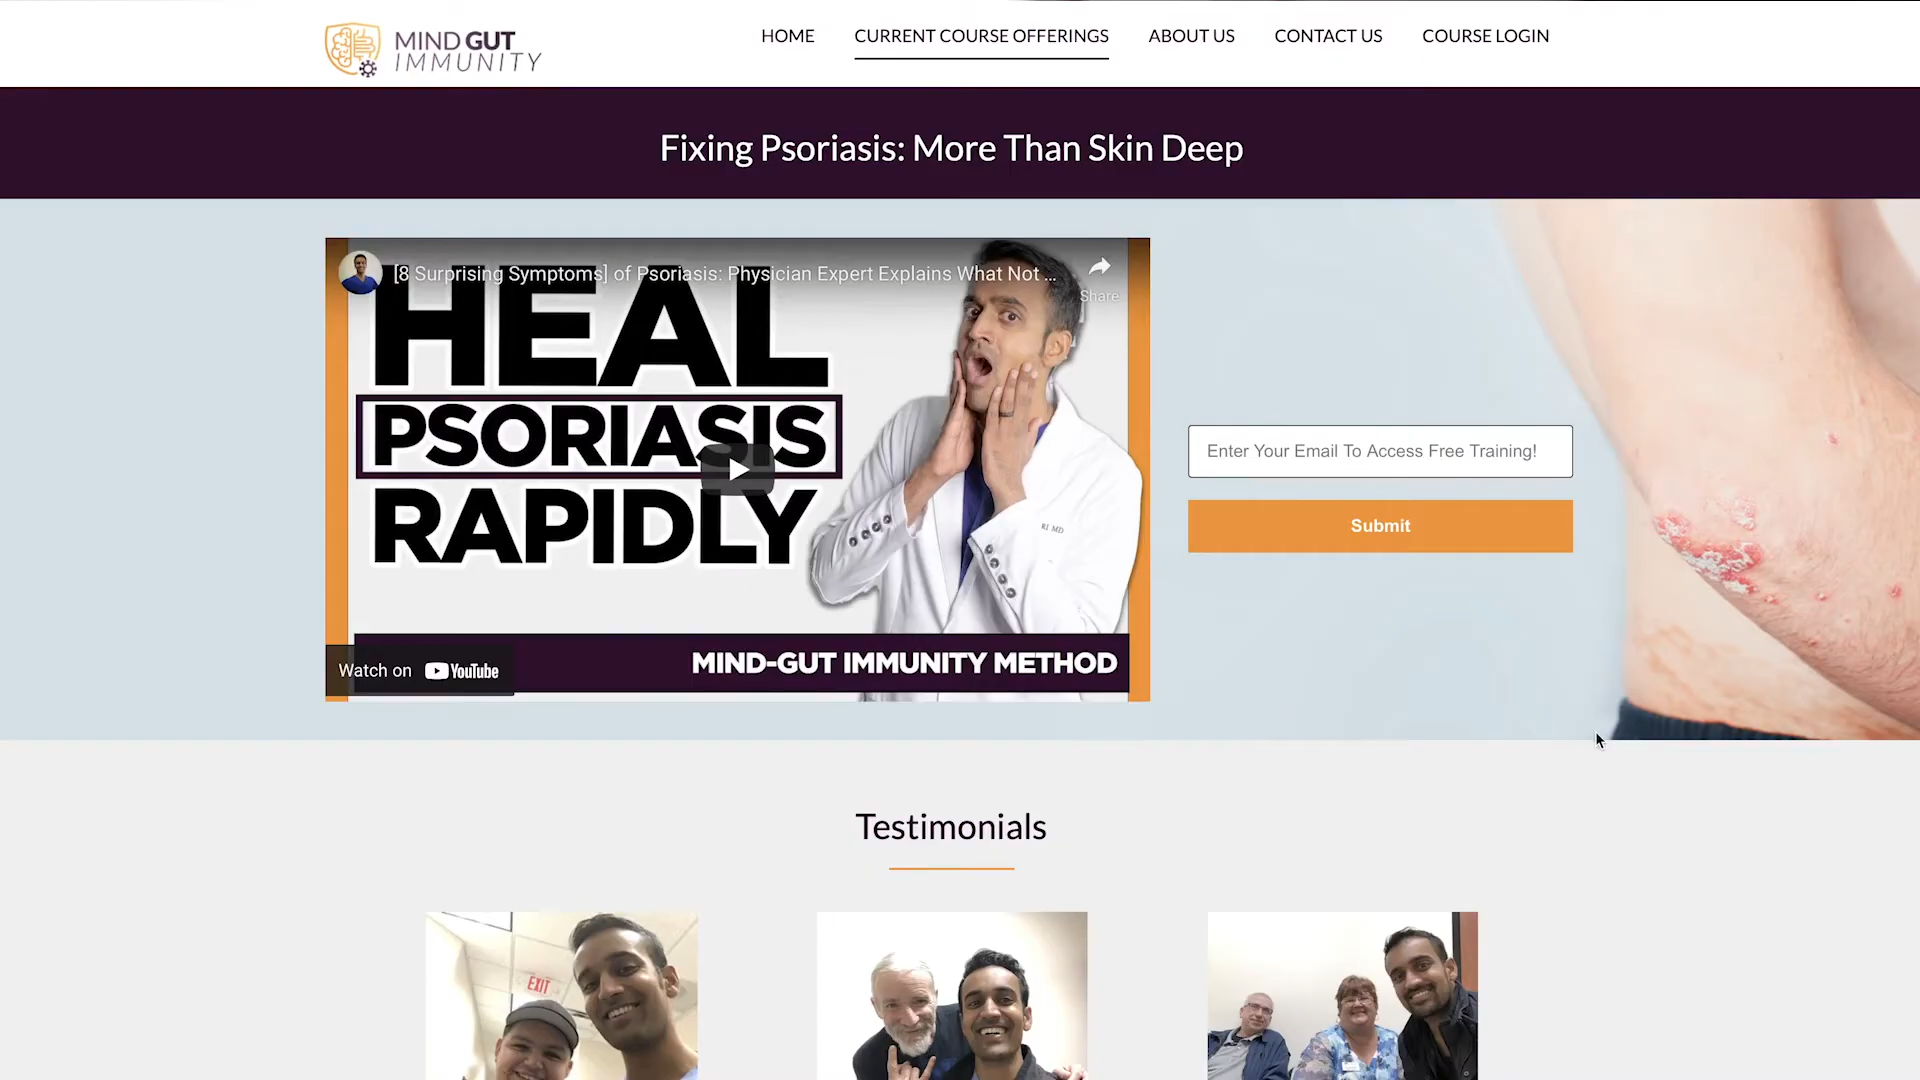 MIND GUT
IMMUNITY
HOME
CURRENT COURSE OFFERINGS
ABOUT US
CONTACT US
COURSE LOGIN
Fixing Psoriasis: More Than Skin Deep
[8 Surprising Symptoms] of Psoriasis: Physician Expert Explains What Not ...
Share
HEAL
PSORIASIS
RAPIDLY
RI MD
MIND-GUT IMMUNITY METHOD
Watch on YouTube
Enter Your Email To Access Free Training!
Submit
Testimonials
EXIT